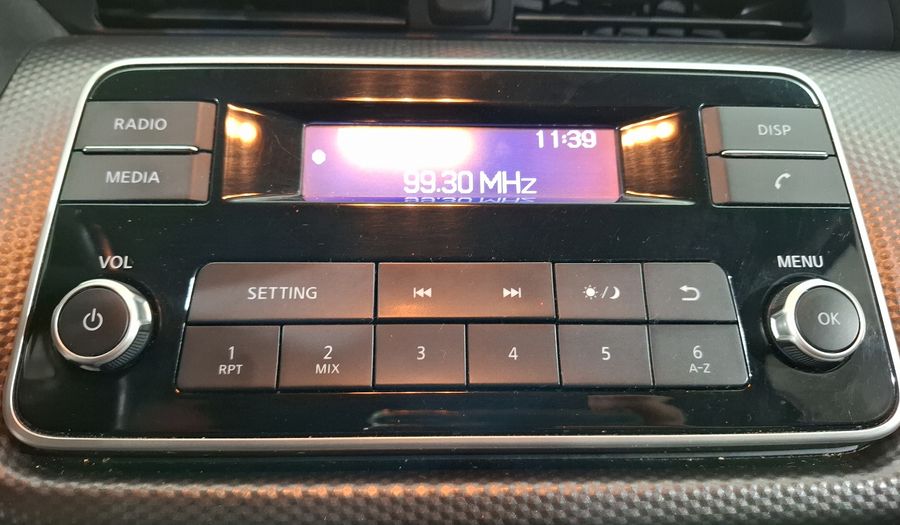 RADIO
MEDIA
11:39
99.30 MHz
DISP
VOL
MENU
SETTING
OK
1
RPT
2
MIX
3
4
5
6
A-Z